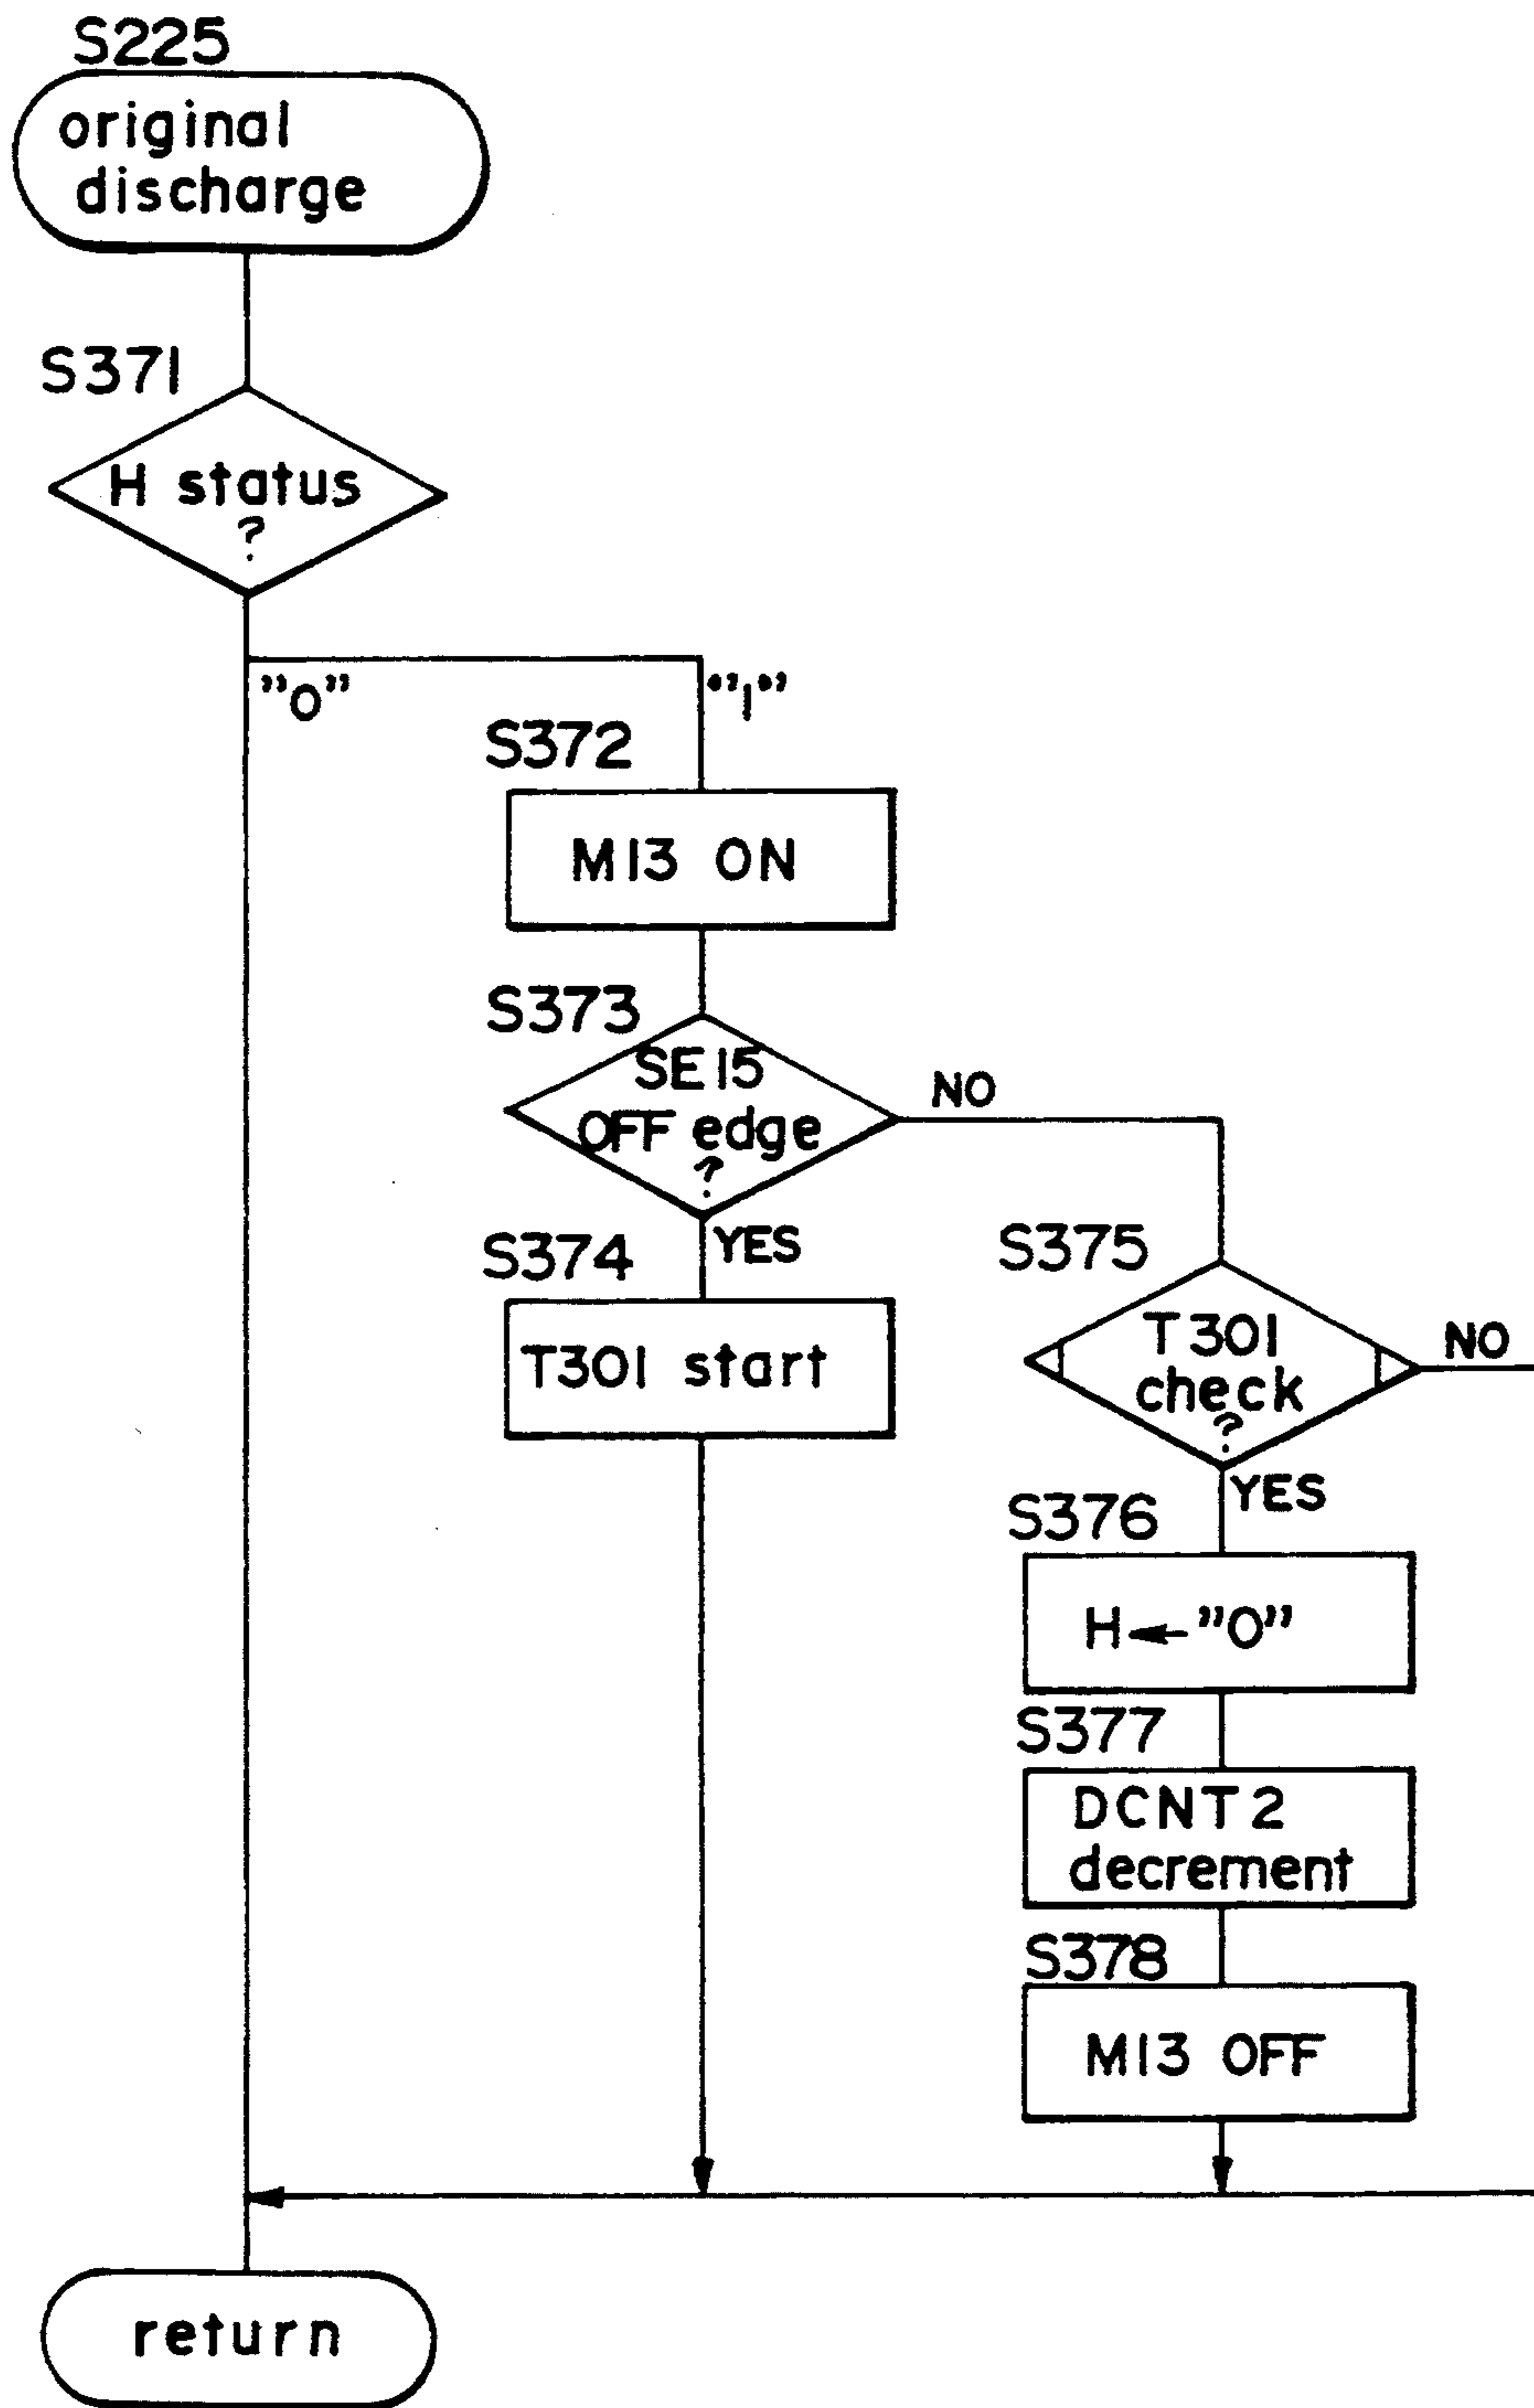 S225
original
discharge
S371
H status
?
"0"
"1"
S372
M13 ON
S373
SE15
OFF edge
?
NO
YES
S374
T301 start
S375
T301
check
?
NO
YES
S376
H ← "0"
S377
DCNT2
decrement
S378
M13 OFF
return